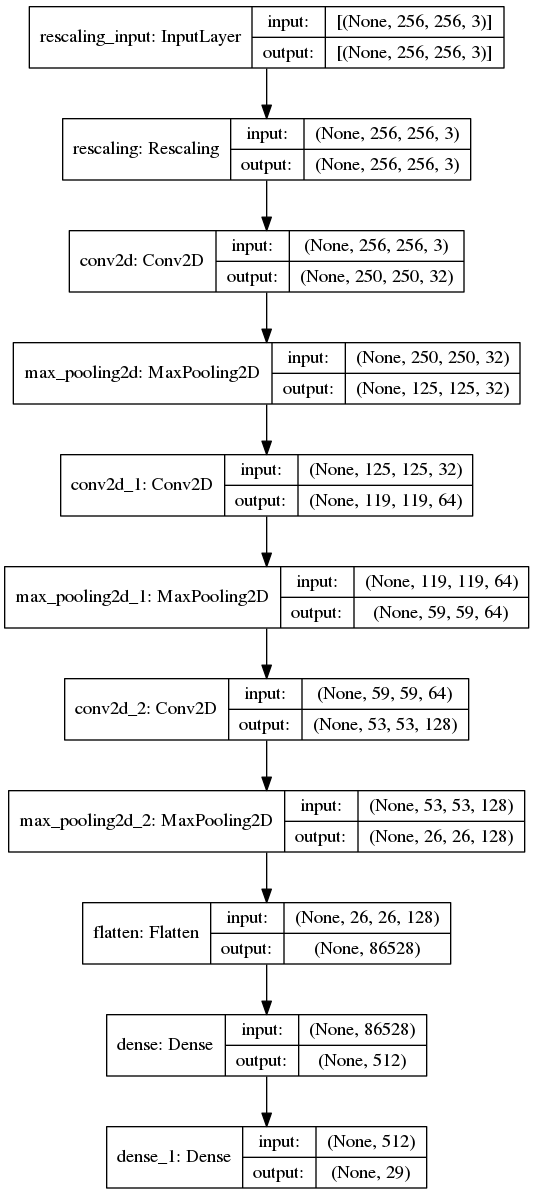 rescaling_input: InputLayer
input: [(None, 256, 256, 3)]
output: [(None, 256, 256, 3)]
rescaling: Rescaling
input: (None, 256, 256, 3)
output: (None, 256, 256, 3)
conv2d: Conv2D
input: (None, 256, 256, 3)
output: (None, 250, 250, 32)
max_pooling2d: MaxPooling2D
input: (None, 250, 250, 32)
output: (None, 125, 125, 32)
conv2d_1: Conv2D
input: (None, 125, 125, 32)
output: (None, 119, 119, 64)
max_pooling2d_1: MaxPooling2D
input: (None, 119, 119, 64)
output: (None, 59, 59, 64)
conv2d_2: Conv2D
input: (None, 59, 59, 64)
output: (None, 53, 53, 128)
max_pooling2d_2: MaxPooling2D
input: (None, 53, 53, 128)
output: (None, 26, 26, 128)
flatten: Flatten
input: (None, 26, 26, 128)
output: (None, 86528)
dense: Dense
input: (None, 86528)
output: (None, 512)
dense_1: Dense
input: (None, 512)
output: (None, 29)